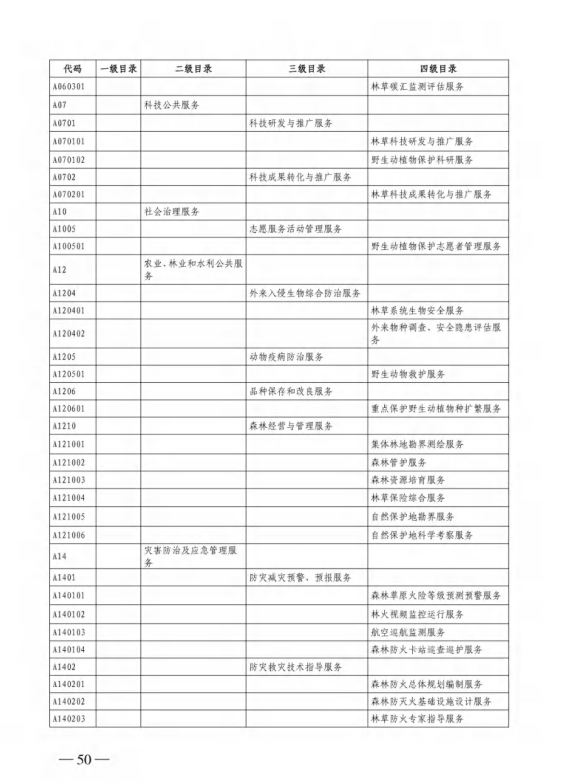 代码 一级目录 二级目录 三级目录 四级目录
A060301 林草碳汇监测评估服务
A07 科技公共服务
A0701 科技研发与推广服务
A070101 林草科技研发与推广服务
A070102 野生动植物保护科研服务
A0702 科技成果转化与推广服务
A070201 林草科技成果转化与推广服务
A10 社会治理服务
A1005 志愿服务活动管理服务
A100501 野生动植物保护志愿者管理服务
A12 农业、林业和水利公共服
务
A1204 外来入侵生物综合防治服务
A120401 林草系统生物安全服务
A120402 外来物种调查、安全隐患评估服
务
A1205 动物疫病防治服务
A120501 野生动物救护服务
A1206 品种保存和改良服务
A120601 重点保护野生动植物种扩繁服务
A1210 森林经营与管理服务
A121001 集体林地勘界测绘服务
A121002 森林管护服务
A121003 森林资源培育服务
A121004 林草保险综合服务
A121005 自然保护地勘界服务
A121006 自然保护地科学考察服务
A14 灾害防治及应急管理服
务
A1401 防灾减灾预警、预报服务
A140101 森林草原火险等级预测预警服务
A140102 林火视频监控运行服务
A140103 航空巡航监测服务
A140104 森林防火卡站巡查巡护服务
A1402 防灾救灾技术指导服务
A140201 森林防火总体规划编制服务
A140202 森林防灭火基础设施设计服务
A140203 林草防火专家指导服务
— 50 —